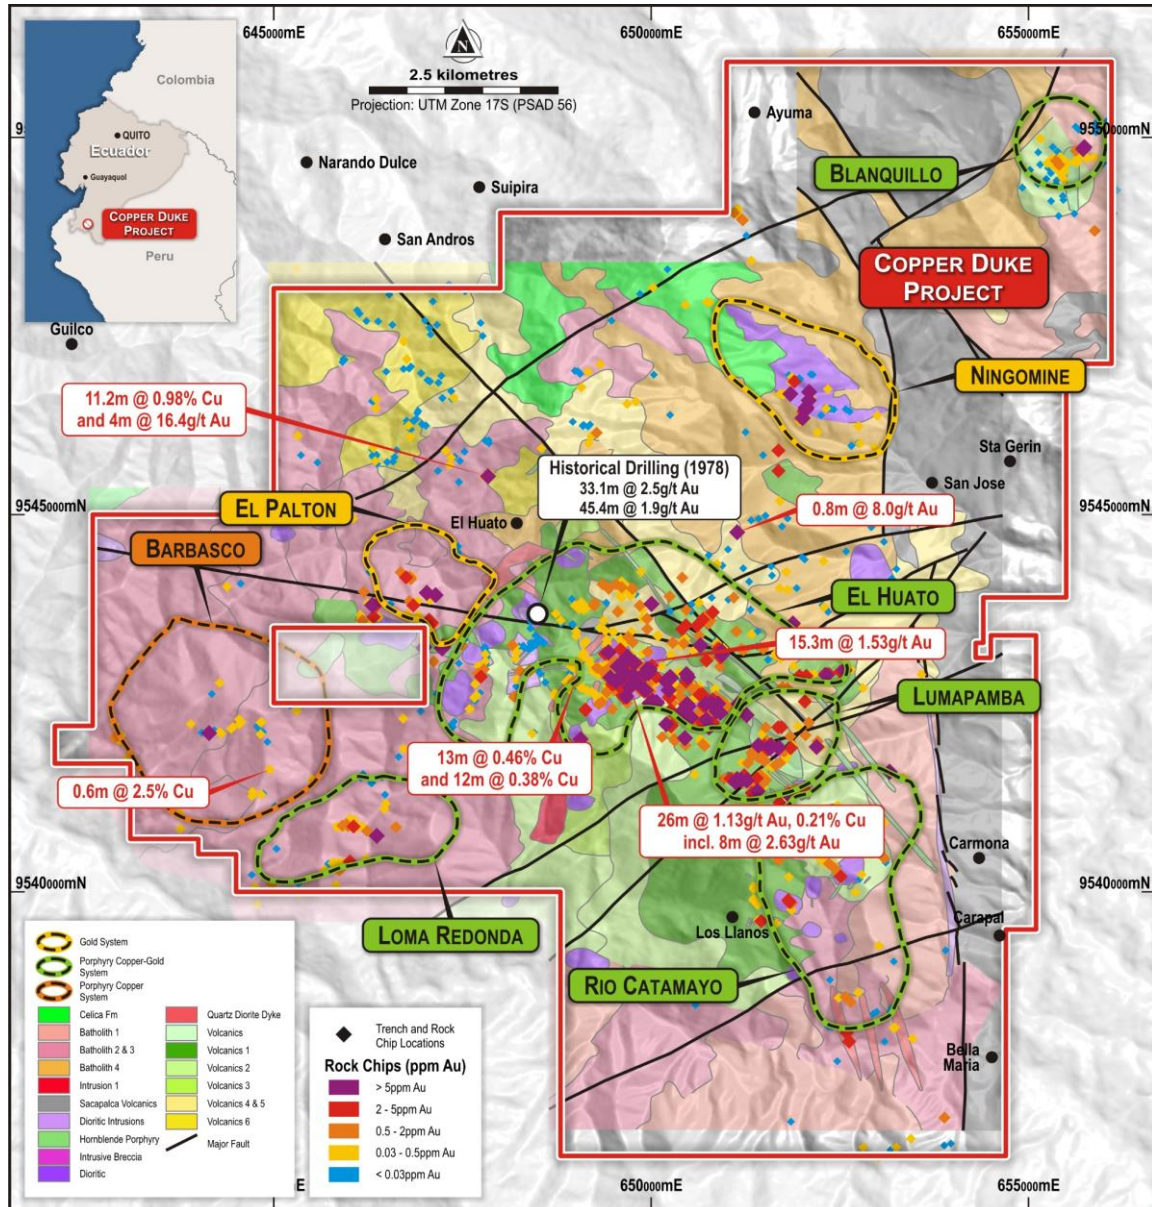 645000mE
650000mE
655000mE
Colombia
QUITO
Ecuador
Guayaquol
COPPER DUKE
PROJECT
Peru
N
2.5 kilometres
Projection: UTM Zone 17S (PSAD 56)
Ayuma
9550000mN
Narando Dulce
Suipira
BLANQUILLO
San Andros
COPPER DUKE
PROJECT
Guilco
NINGOMINE
11.2m @ 0.98% Cu
and 4m @ 16.4g/t Au
Historical Drilling (1978)
33.1m @ 2.5g/t Au
45.4m @ 1.9g/t Au
Sta Gerin
San Jose
9545000mN
EL PALTON
El Huato
0.8m @ 8.0g/t Au
9545000mN
BARBASCO
EL HUATO
15.3m @ 1.53g/t Au
LUMAPAMBA
13m @ 0.46% Cu
and 12m @ 0.38% Cu
0.6m @ 2.5% Cu
26m @ 1.13g/t Au, 0.21% Cu
incl. 8m @ 2.63g/t Au
Carmona
9540000mN
9540000mN
LOMA REDONDA
Los Llanos
Carapal
RIO CATAMAYO
Bella
Maria
Gold System
Porphyry Copper-Gold
System
Porphyry Copper
System
Celica Fm
Batholith 1
Batholith 2 & 3
Batholith 4
Intrusion 1
Sacapalca Volcanics
Dioritic Intrusions
Hornblende Porphyry
Intrusive Breccia
Dioritic
Quartz Diorite Dyke
Volcanics
Volcanics 1
Volcanics 2
Volcanics 3
Volcanics 4 & 5
Volcanics 6
Major Fault
Trench and Rock
Chip Locations
Rock Chips (ppm Au)
> 5ppm Au
2 - 5ppm Au
0.5 - 2ppm Au
0.03 - 0.5ppm Au
< 0.03ppm Au
650000mE
655000mE